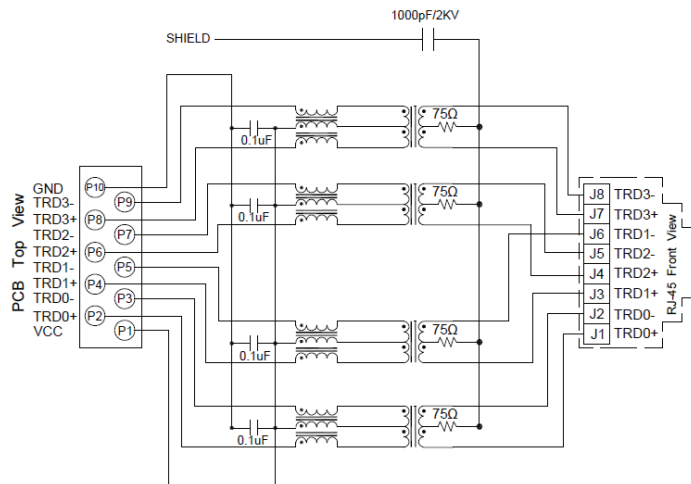 1000pF/2KV
SHIELD
75Ω
0.1uF
75Ω
0.1uF
75Ω
0.1uF
75Ω
0.1uF
PCB Top View
GND
TRD3-
TRD3+
TRD2-
TRD2+
TRD1-
TRD1+
TRD0-
TRD0+
VCC
P10
P9
P8
P7
P6
P5
P4
P3
P2
P1
J8 TRD3-
J7 TRD3+
J6 TRD1-
J5 TRD2-
J4 TRD2+
J3 TRD1+
J2 TRD0-
J1 TRD0+
RJ-45 Front View